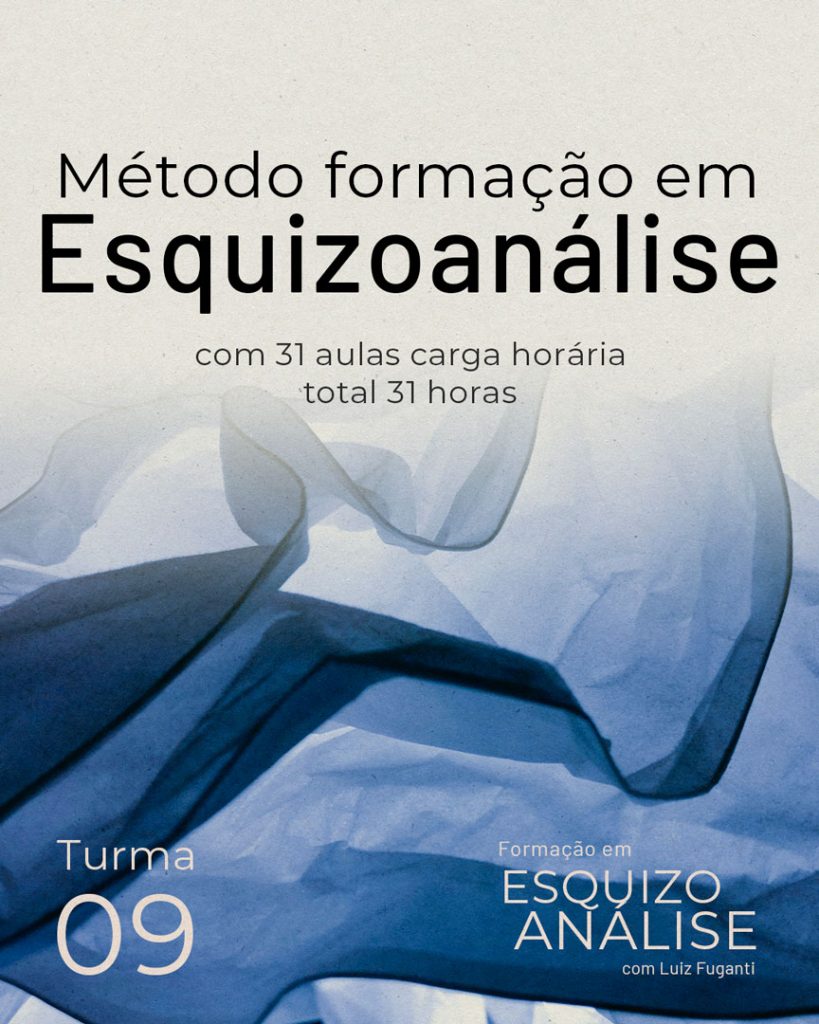 Método formação em
Esquizoanálise
com 31 aulas carga horária
total 31 horas
Turma
09
Formação em
ESQUIZO
ANÁLISE
com Luiz Fuganti